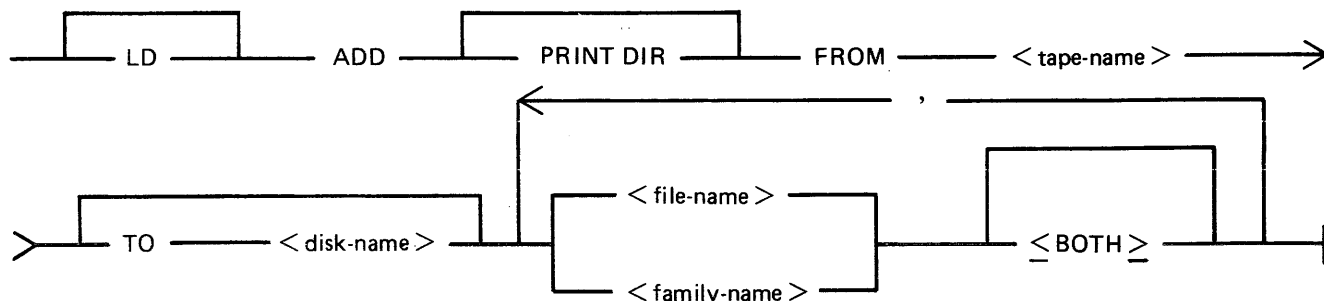 LD ADD PRINT DIR FROM <tape-name>
,
<file-name>
TO <disk-name> <BOTH>
<family-name>